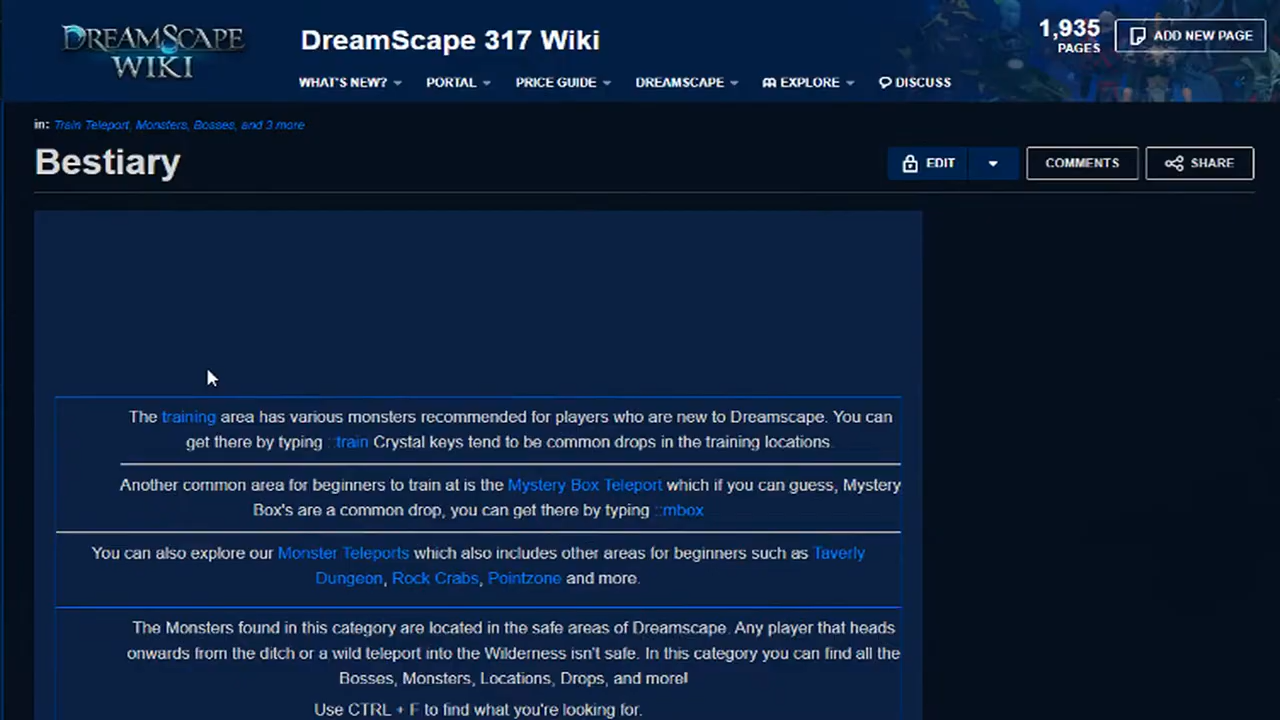 DREAMSCAPE
WIKI
DreamScape 317 Wiki
1,935
PAGES
ADD NEW PAGE
WHAT'S NEW?
PORTAL
PRICE GUIDE
DREAMSCAPE
EXPLORE
DISCUSS
in: Train Teleport, Monsters, Bosses, and 3 more
Bestiary
EDIT
COMMENTS
SHARE
The training area has various monsters recommended for players who are new to Dreamscape. You can
get there by typing ::train Crystal keys tend to be common drops in the training locations.
Another common area for beginners to train at is the Mystery Box Teleport which if you can guess, Mystery
Box's are a common drop, you can get there by typing ::mbox
You can also explore our Monster Teleports which also includes other areas for beginners such as Taverly
Dungeon, Rock Crabs, Pointzone and more.
The Monsters found in this category are located in the safe areas of Dreamscape. Any player that heads
onwards from the ditch or a wild teleport into the Wilderness isn't safe. In this category you can find all the
Bosses, Monsters, Locations, Drops, and more!
Use CTRL + F to find what you're looking for.